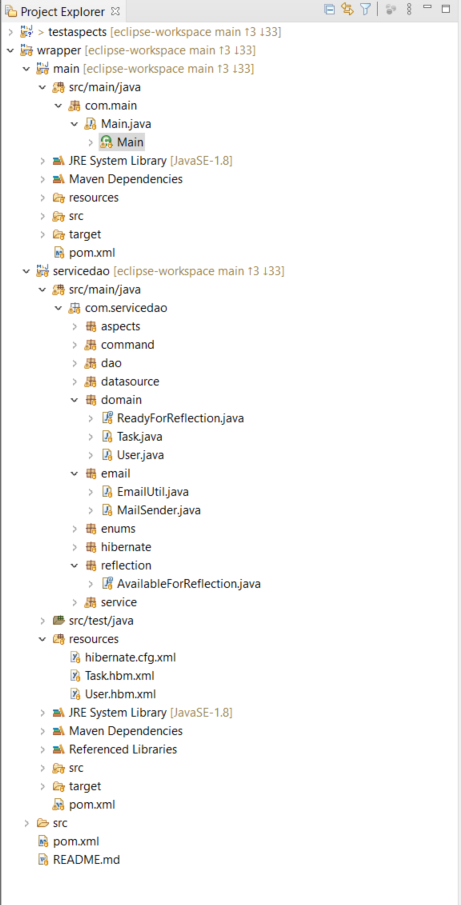 Project Explorer
> testaspects [eclipse-workspace main ↑3 ↓33]
wrapper [eclipse-workspace main ↑3 ↓33]
main [eclipse-workspace main ↑3 ↓33]
src/main/java
com.main
Main.java
Main
JRE System Library [JavaSE-1.8]
Maven Dependencies
resources
src
target
pom.xml
servicedao [eclipse-workspace main ↑3 ↓33]
src/main/java
com.servicedao
aspects
command
dao
datasource
domain
ReadyForReflection.java
Task.java
User.java
email
EmailUtil.java
MailSender.java
enums
hibernate
reflection
AvailableForReflection.java
service
src/test/java
resources
hibernate.cfg.xml
Task.hbm.xml
User.hbm.xml
JRE System Library [JavaSE-1.8]
Maven Dependencies
Referenced Libraries
src
target
pom.xml
src
pom.xml
README.md